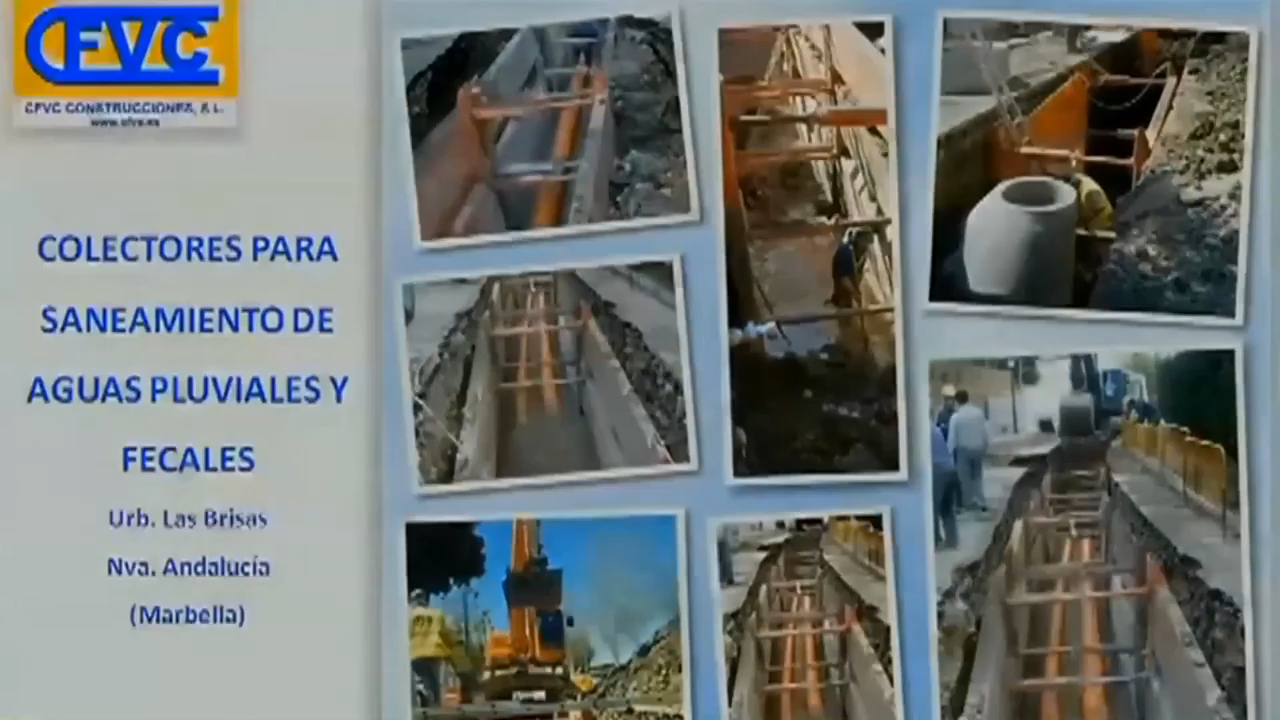 CFVC
CFVC CONSTRUCCIONES, S.L.
www.cfvc.es
COLECTORES PARA
SANEAMIENTO DE
AGUAS PLUVIALES Y
FECALES
Urb. Las Brisas
Nva. Andalucía
(Marbella)